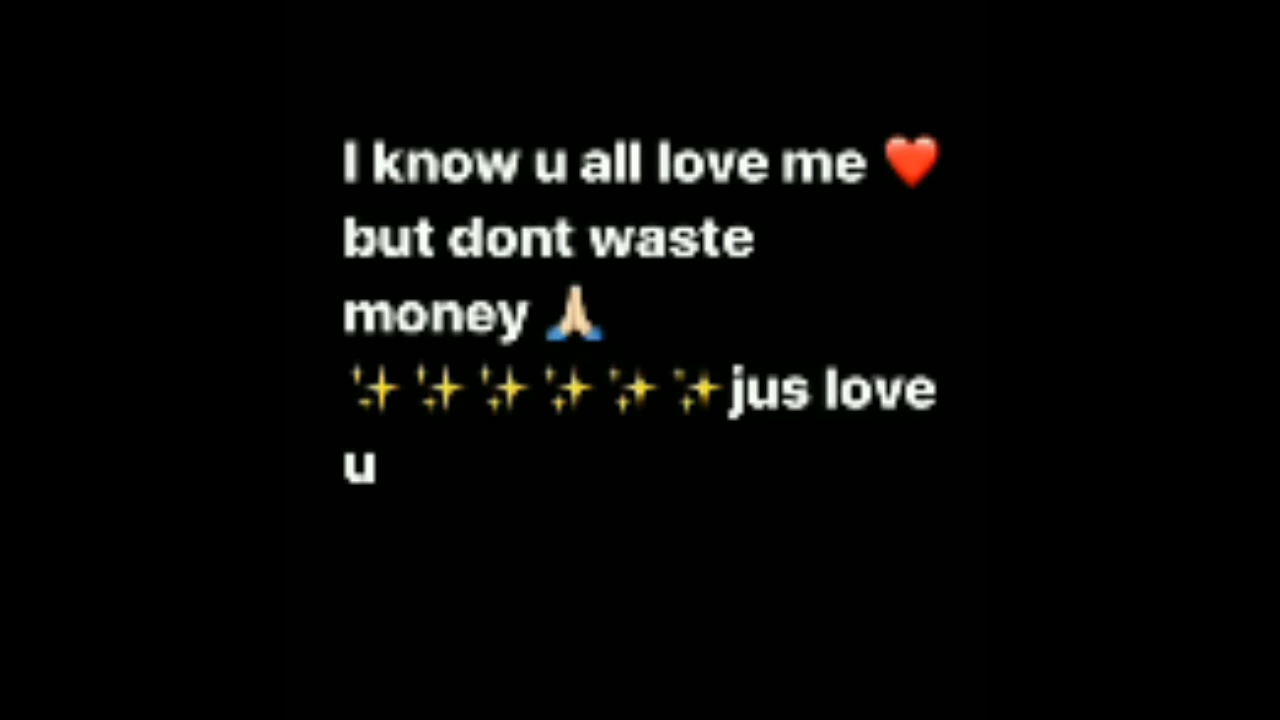 I know u all love me ❤️
but dont waste
money 🙏🏻
✨✨✨✨✨✨jus love
u